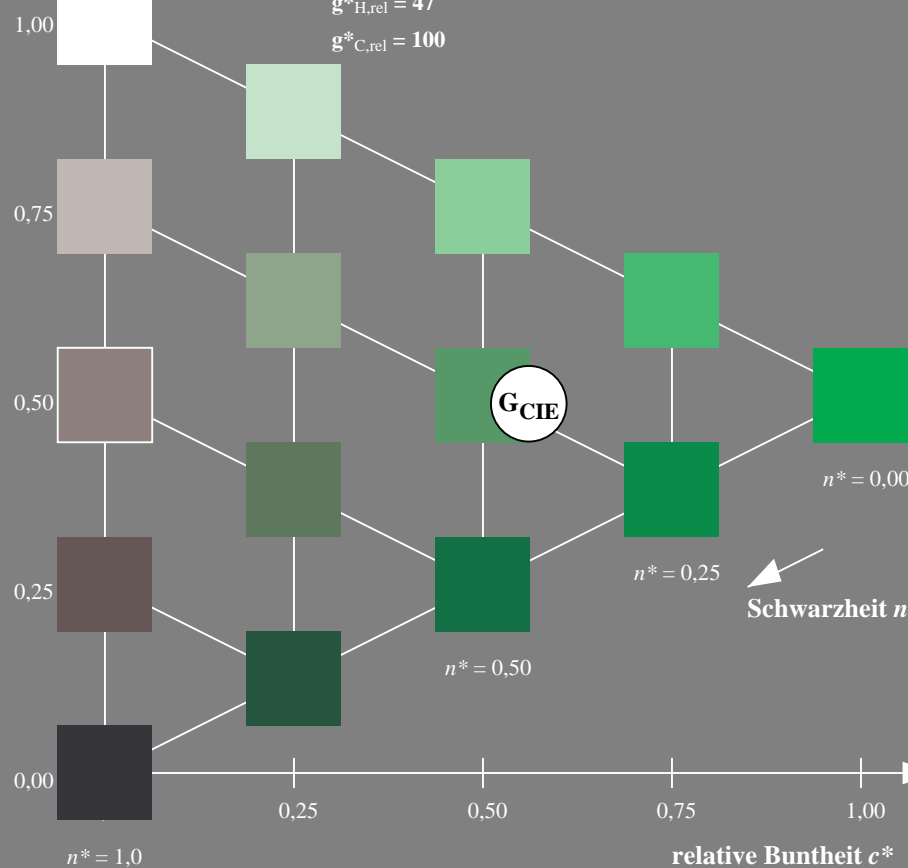 g*H,rel = 47
1,00
g*C,rel = 100
0,75
0,50
GCIE
n* = 0,00
n* = 0,25
0,25
Schwarzheit n
n* = 0,50
0,00
0,25
0,50
0,75
1,00
n* = 1,0
relative Buntheit c*